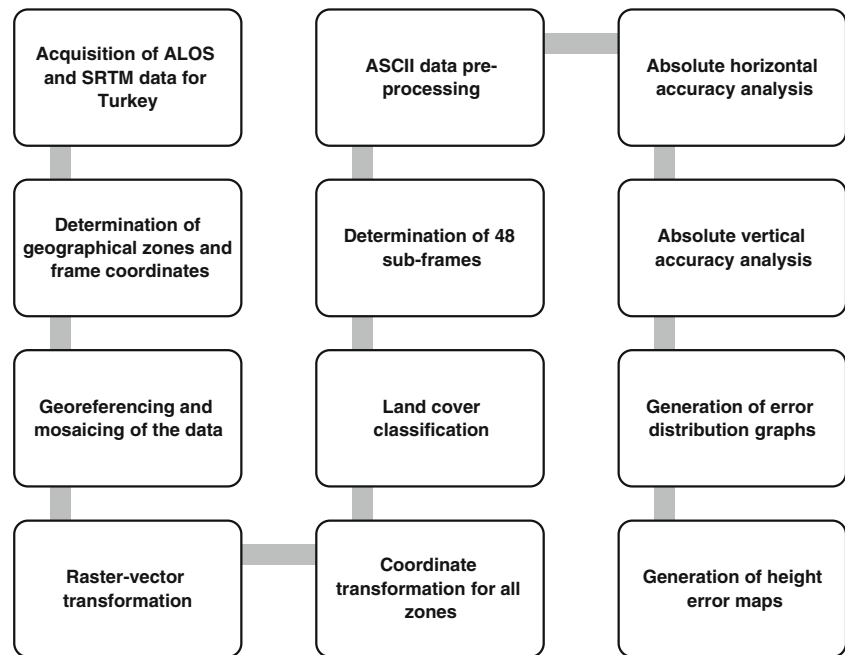 Acquisition of ALOS
and SRTM data for
Turkey
Determination of
geographical zones and
frame coordinates
Georeferencing and
mosaicing of the data
Raster-vector
transformation
Coordinate
transformation for all
zones
Land cover
classification
Determination of 48
sub-frames
ASCII data pre-
processing
Absolute horizontal
accuracy analysis
Absolute vertical
accuracy analysis
Generation of error
distribution graphs
Generation of height
error maps